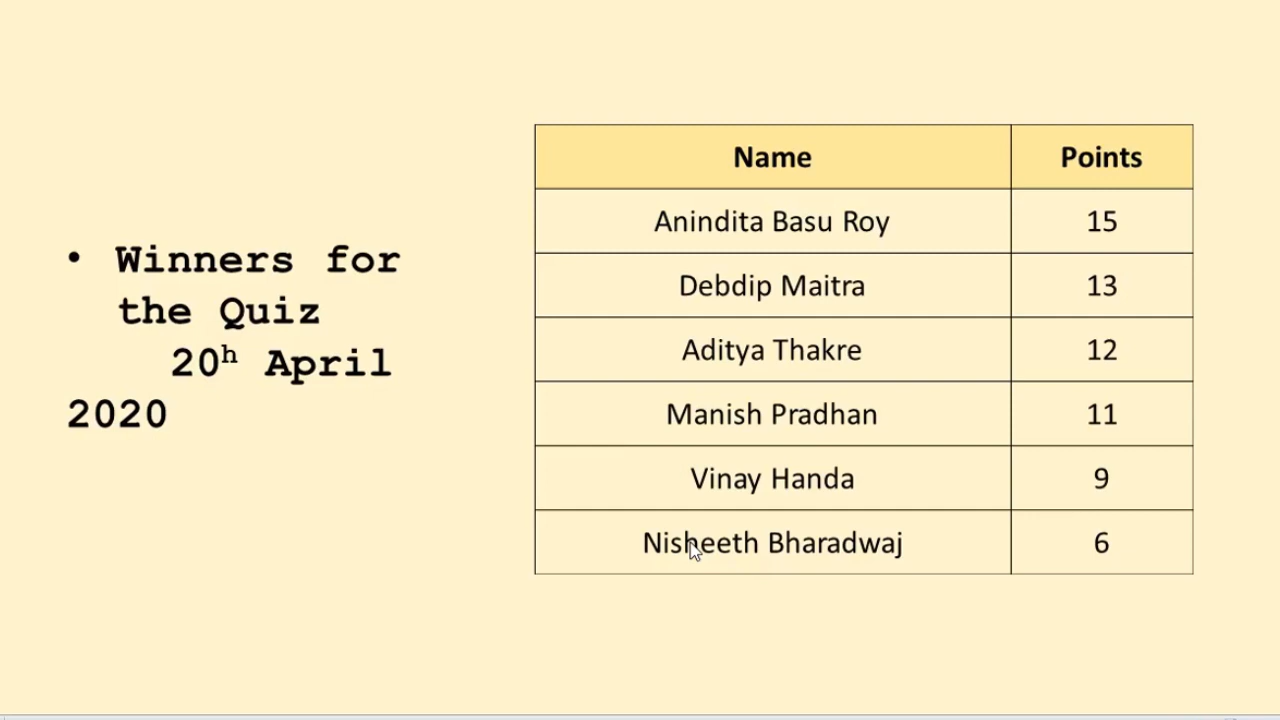 • Winners for
the Quiz
20h April
2020
Name Points
Anindita Basu Roy 15
Debdip Maitra 13
Aditya Thakre 12
Manish Pradhan 11
Vinay Handa 9
Nisheeth Bharadwaj 6